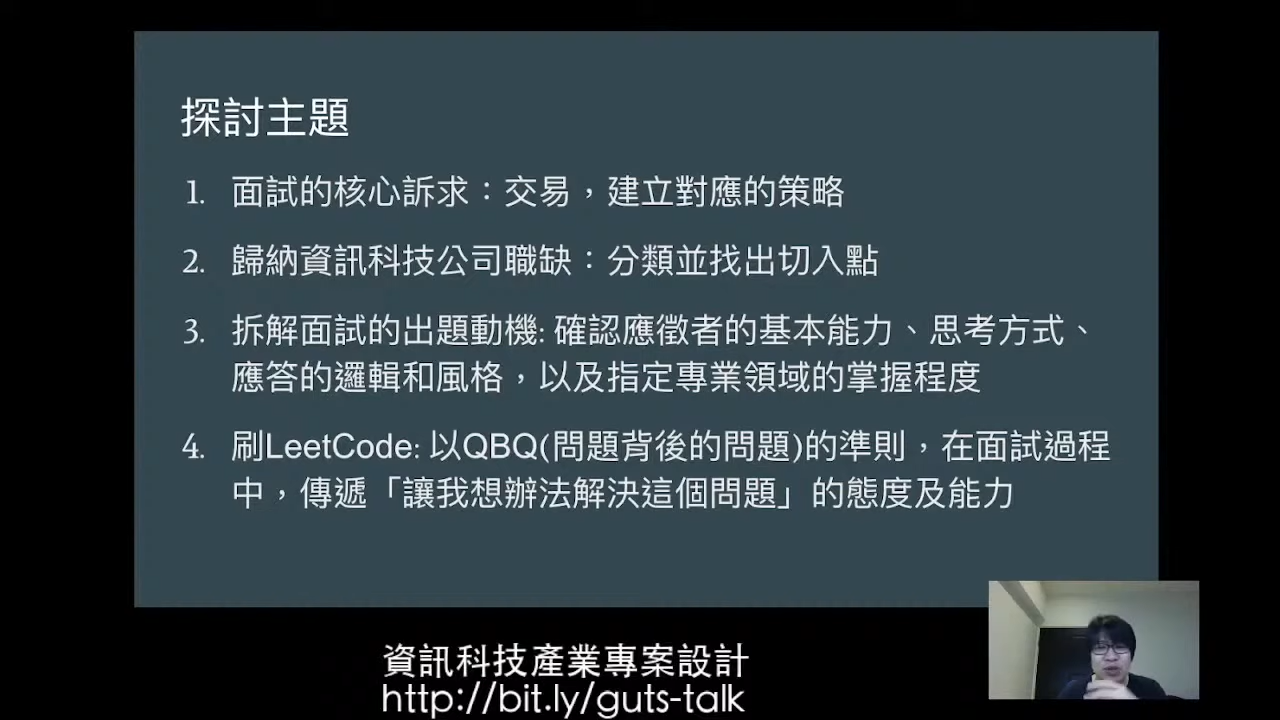 探討主題
1. 面試的核心訴求：交易，建立對應的策略
2. 歸納資訊科技公司職缺：分類並找出切入點
3. 拆解面試的出題動機: 確認應徵者的基本能力、思考方式、
應答的邏輯和風格，以及指定專業領域的掌握程度
4. 刷LeetCode: 以QBQ(問題背後的問題)的準則，在面試過程
中，傳遞「讓我想辦法解決這個問題」的態度及能力
資訊科技產業專案設計
http://bit.ly/guts-talk